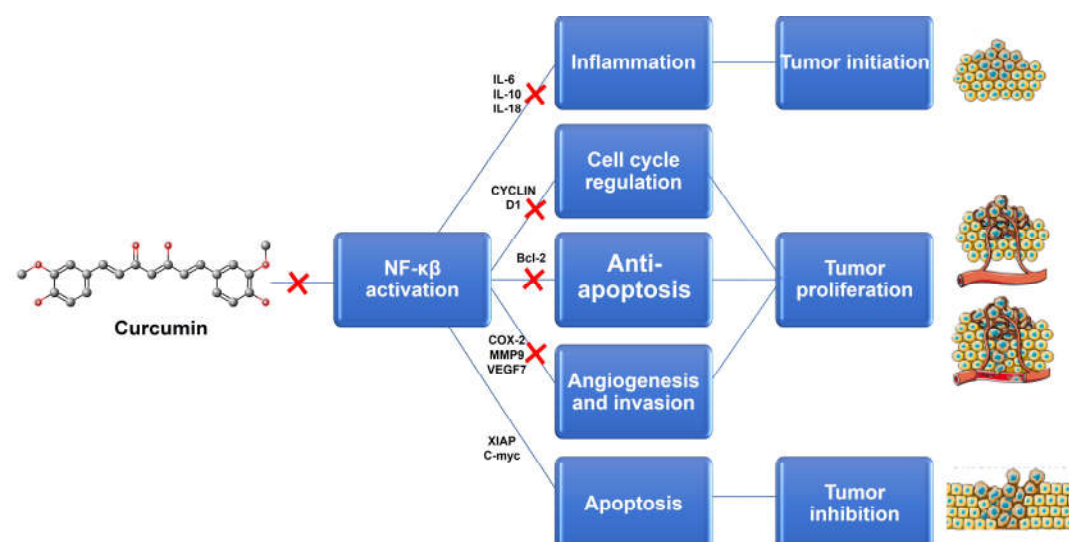 Inflammation
Tumor initiation
IL-6
IL-10
IL-18
Cell cycle
regulation
CYCLIN
D1
Curcumin
NF-κβ
activation
Bcl-2
Anti-
apoptosis
Tumor
proliferation
COX-2
MMP9
VEGF7
Angiogenesis
and invasion
XIAP
C-myc
Apoptosis
Tumor
inhibition